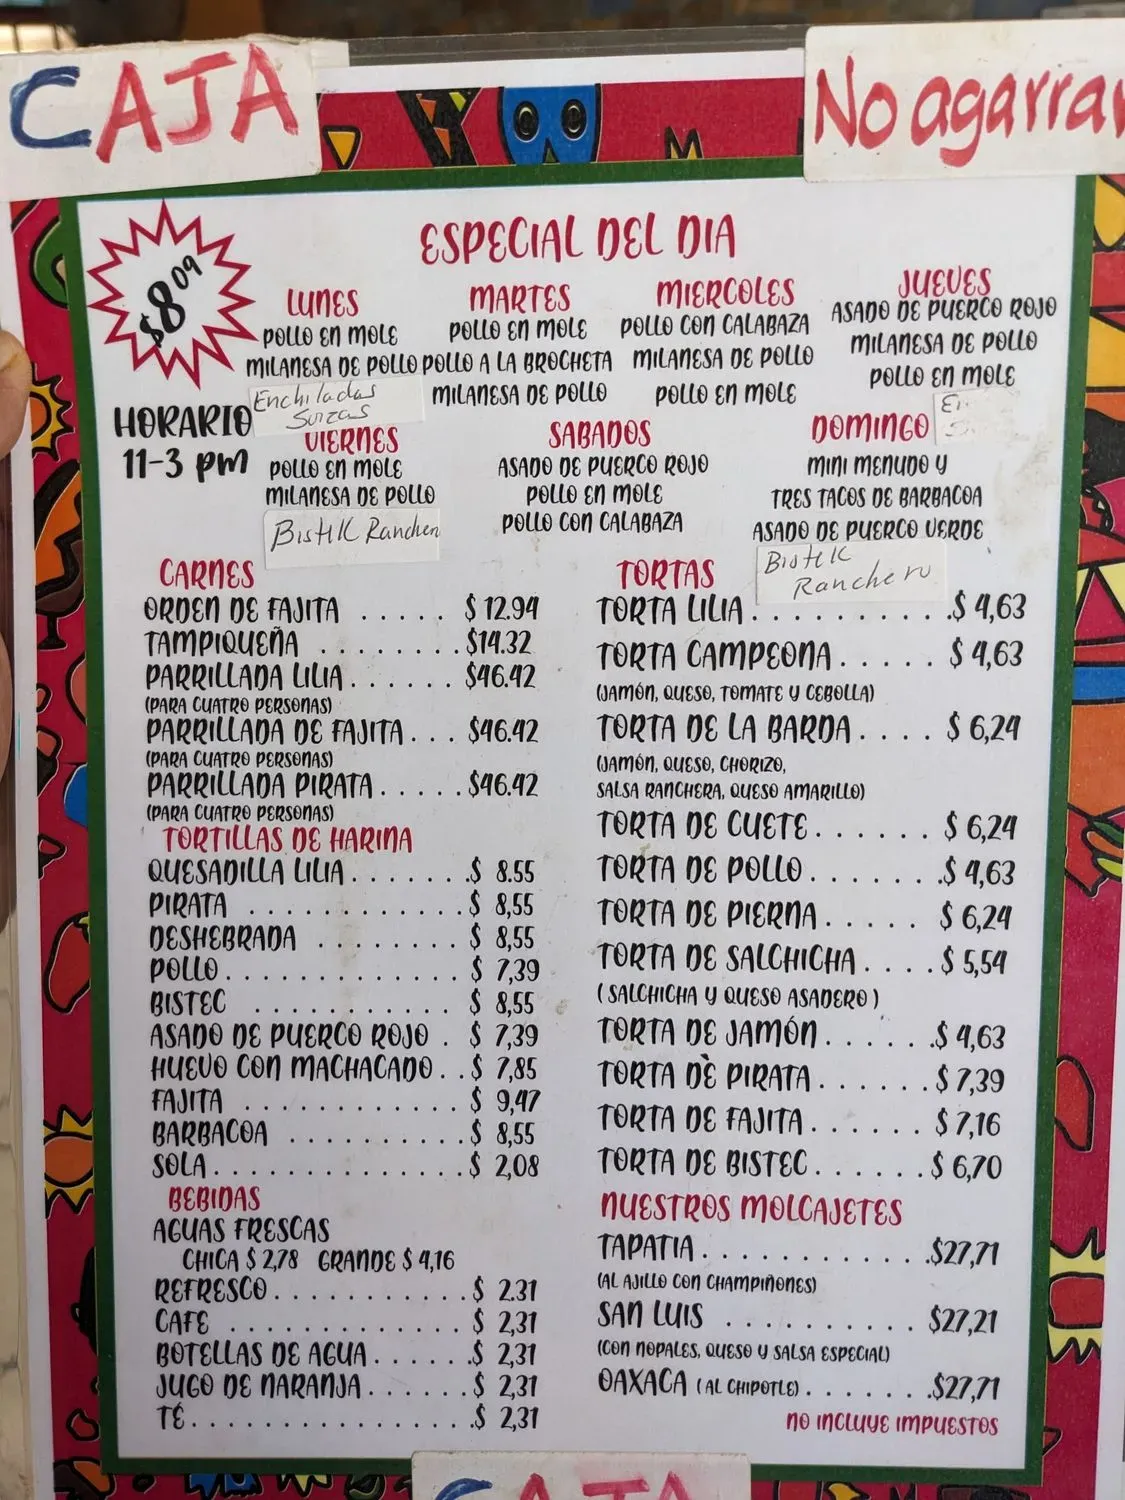 CAJA
No agarrar
ESPECIAL DEL DIA
$8.09
HORARIO
11-3 pm
LUNES
POLLO EN MOLE
MILANESA DE POLLO
Enchiladas
Suizas
MARTES
POLLO EN MOLE
POLLO A LA BROCHETA
MILANESA DE POLLO
MIERCOLES
POLLO CON CALABAZA
MILANESA DE POLLO
POLLO EN MOLE
JUEVES
ASADO DE PUERCO ROJO
MILANESA DE POLLO
POLLO EN MOLE
VIERNES
POLLO EN MOLE
MILANESA DE POLLO
BistIK Rancher
SABADOS
ASADO DE PUERCO ROJO
POLLO EN MOLE
POLLO CON CALABAZA
DOMINGO
MINI MENUDO Y
TRES TACOS DE BARBACOA
ASADO DE PUERCO VERDE
BistIK
Ranchero
CARNES
ORDEN DE FAJITA . . . . . $ 12.94
TAMPIQUEÑA . . . . . . . . $14.32
PARRILLADA LILIA . . . . . . $46.42
(PARA CUATRO PERSONAS)
PARRILLADA DE FAJITA . . . $46.42
(PARA CUATRO PERSONAS)
PARRILLADA PIRATA . . . . . $46.42
(PARA CUATRO PERSONAS)
TORTILLAS DE HARINA
QUESADILLA LILIA . . . . . . . $ 8.55
PIRATA . . . . . . . . . . . . $ 8,55
DESHEBRADA . . . . . . . . $ 8,55
POLLO . . . . . . . . . . . . . $ 7,39
BISTEC . . . . . . . . . . . . $ 8,55
ASADO DE PUERCO ROJO . $ 7,39
HUEVO CON MACHACADO . . $ 7,85
FAJITA . . . . . . . . . . . . $ 9,47
BARBACOA . . . . . . . . . . $ 8,55
SOLA . . . . . . . . . . . . . . $ 2,08
BEBIDAS
AGUAS FRESCAS
CHICA $ 2,78 GRANDE $ 4,16
REFRESCO . . . . . . . . . . . $ 2.31
CAFE . . . . . . . . . . . . . $ 2,31
BOTELLAS DE AGUA . . . . . . $ 2,31
JUGO DE NARANJA . . . . . . $ 2,31
TÉ . . . . . . . . . . . . . . . . $ 2,31
TORTAS
TORTA LILIA . . . . . . . . . . $ 4,63
TORTA CAMPEONA . . . . . $ 4,63
(JAMÓN, QUESO, TOMATE Y CEBOLLA)
TORTA DE LA BARDA . . . . $ 6,24
(JAMÓN, QUESO, CHORIZO,
SALSA RANCHERA, QUESO AMARILLO)
TORTA DE CUETE . . . . . . $ 6,24
TORTA DE POLLO . . . . . . . $ 4,63
TORTA DE PIERNA . . . . . $ 6,24
TORTA DE SALCHICHA . . . . $ 5,54
( SALCHICHA Y QUESO ASADERO )
TORTA DE JAMÓN . . . . . . $ 4,63
TORTA DÈ PIRATA . . . . . . $ 7,39
TORTA DE FAJITA . . . . . . $ 7,16
TORTA DE BISTEC . . . . . . $ 6,70
NUESTROS MOLCAJETES
TAPATIA . . . . . . . . . . . . $27,71
(AL AJILLO CON CHAMPIÑONES)
SAN LUIS . . . . . . . . . . $27,21
(CON NOPALES, QUESO Y SALSA ESPECIAL)
OAXACA ( AL CHIPOTLE) . . . . . . . $27,71
NO INCLUYE IMPUESTOS
CAJA